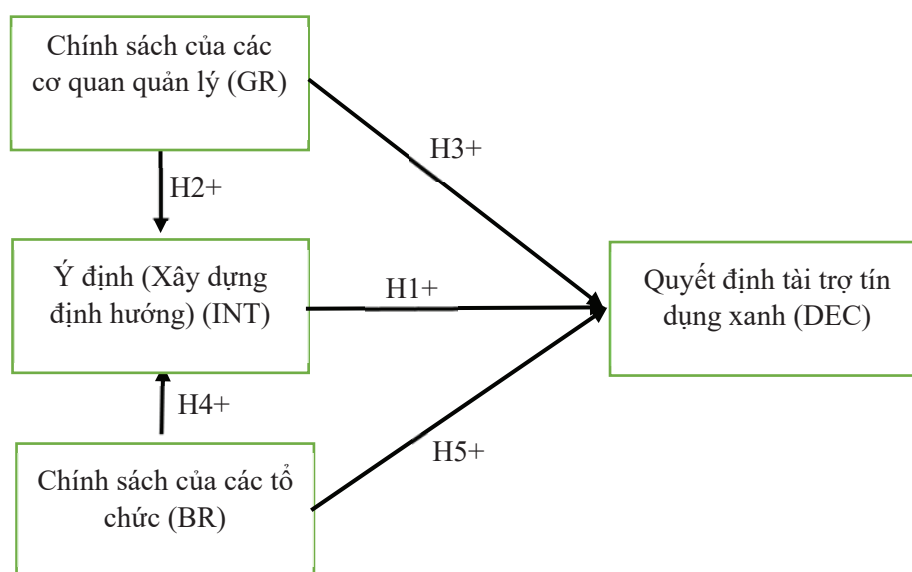 Chính sách của các
cơ quan quản lý (GR)
H3+
H2+
Ý định (Xây dựng
định hướng) (INT)
H1+
Quyết định tài trợ tín
dụng xanh (DEC)
H4+
H5+
Chính sách của các tổ
chức (BR)